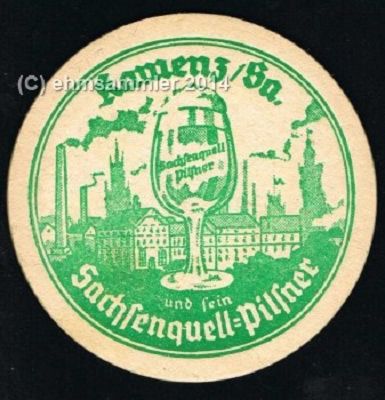 Kamenz/Sa.
(C) ehmsammler 2014
Sachsenquell
Pilsner
und sein
Sachsenquell=Pilsner